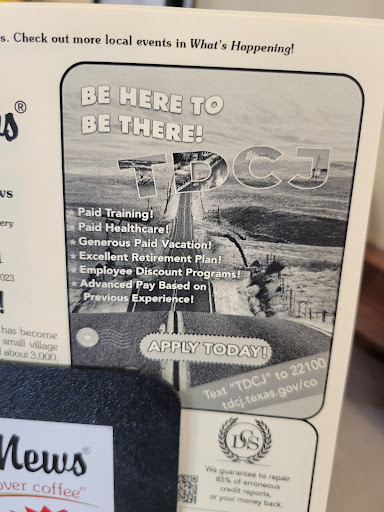 s. Check out more local events in What's Happening!
BE HERE TO
BE THERE!
TDCJ
★ Paid Training!
★ Paid Healthcare!
★ Generous Paid Vacation!
★ Excellent Retirement Plan!
★ Employee Discount Programs!
★ Advanced Pay Based on
Previous Experience!
APPLY TODAY!
Text "TDCJ" to 22100
tdcj.texas.gov/co
s®
ws
ery
023
!
has become
small village
about 3,000,
News®
over coffee"
We guarantee to repair
85% of erroneous
credit reports,
or your money back.